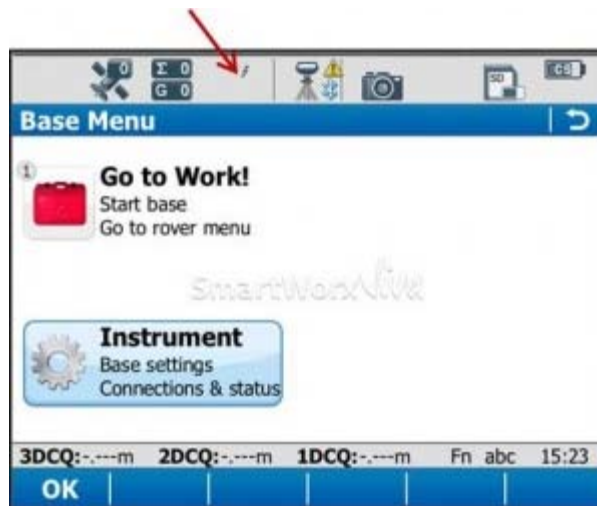 0 Σ 0
G 0
SD
CS
Base Menu
1
Go to Work!
Start base
Go to rover menu
SmartWorx Viva
Instrument
Base settings
Connections & status
3DCQ:-.---m 2DCQ:-.---m 1DCQ:-.---m Fn abc 15:23
OK